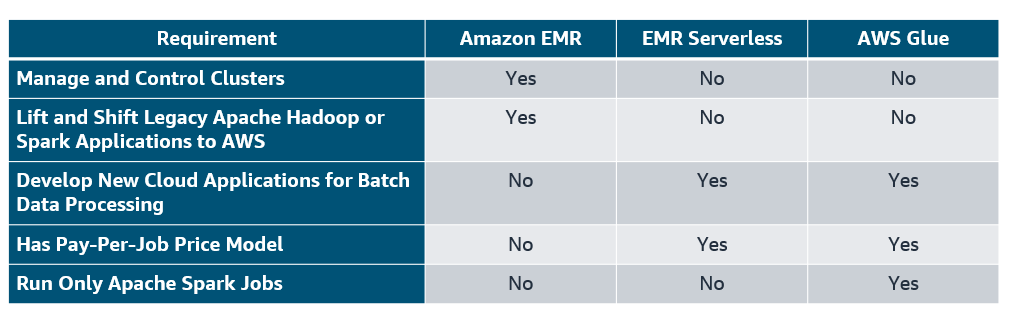 Requirement Amazon EMR EMR Serverless AWS Glue
Manage and Control Clusters Yes No No
Lift and Shift Legacy Apache Hadoop or Yes No No
Spark Applications to AWS
Develop New Cloud Applications for Batch No Yes Yes
Data Processing
Has Pay-Per-Job Price Model No Yes Yes
Run Only Apache Spark Jobs No No Yes